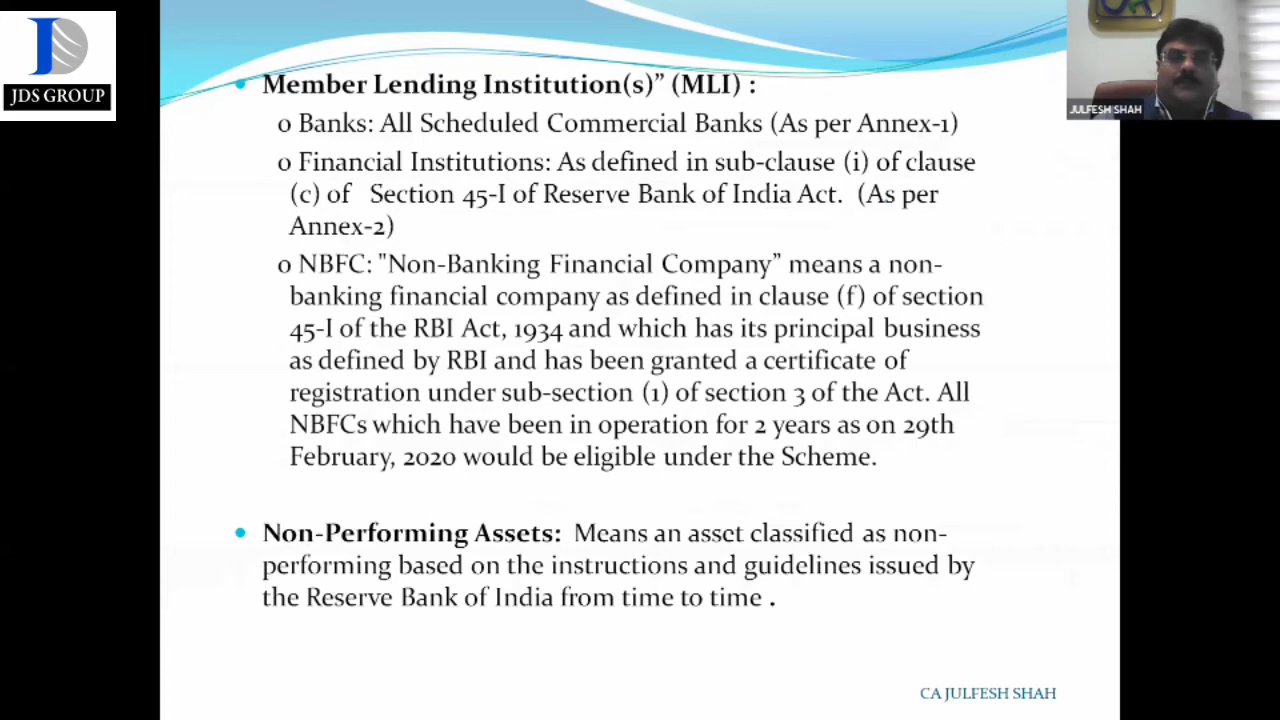 JDS GROUP
JULFESH SHAH
Member Lending Institution(s)” (MLI) :
o Banks: All Scheduled Commercial Banks (As per Annex-1)
o Financial Institutions: As defined in sub-clause (i) of clause
(c) of Section 45-I of Reserve Bank of India Act. (As per
Annex-2)
o NBFC: "Non-Banking Financial Company” means a non-
banking financial company as defined in clause (f) of section
45-I of the RBI Act, 1934 and which has its principal business
as defined by RBI and has been granted a certificate of
registration under sub-section (1) of section 3 of the Act. All
NBFCs which have been in operation for 2 years as on 29th
February, 2020 would be eligible under the Scheme.
Non-Performing Assets: Means an asset classified as non-
performing based on the instructions and guidelines issued by
the Reserve Bank of India from time to time .
CA JULFESH SHAH